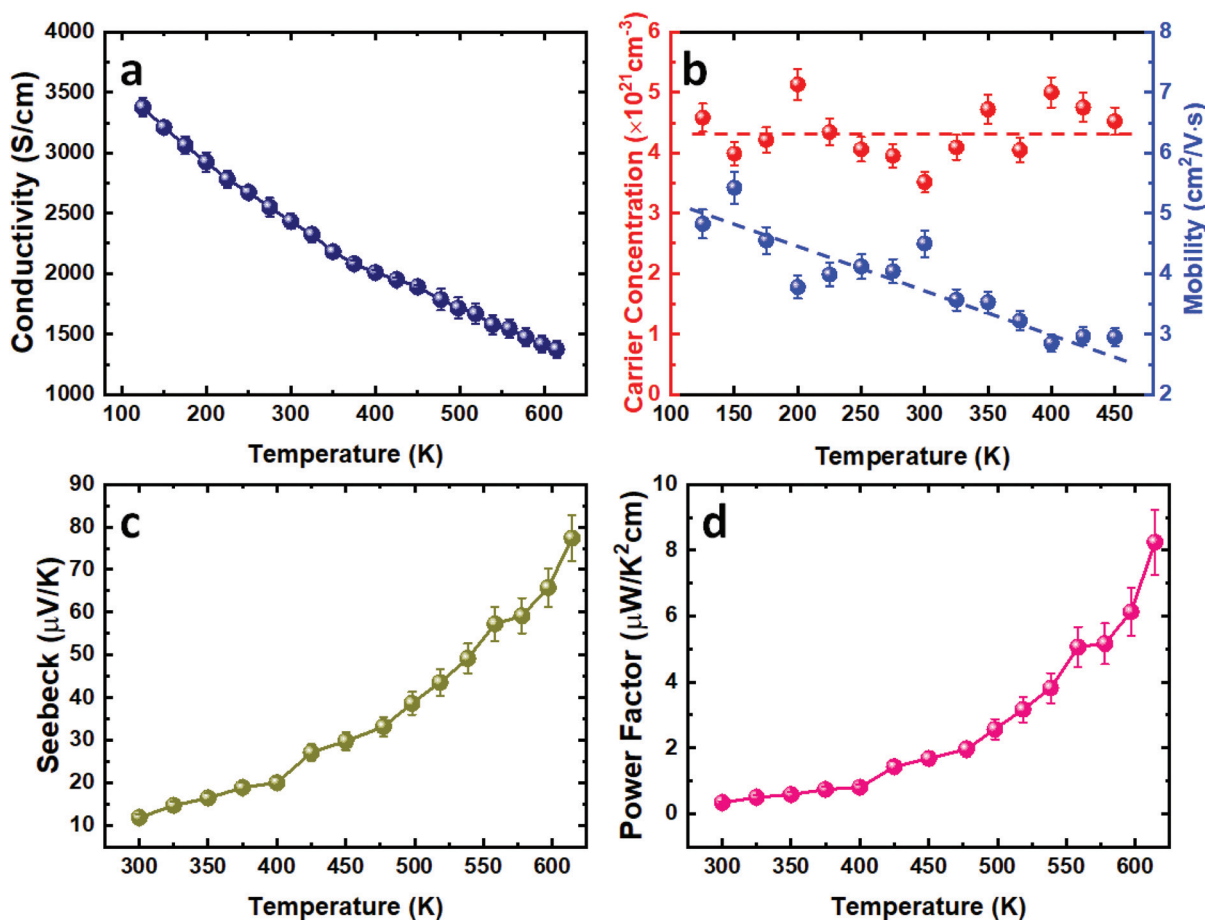 a
4000
3500
3000
2500
2000
1500
1000
Conductivity (S/cm)
100 200 300 400 500 600
Temperature (K)
b
6
5
4
3
2
1
0
Carrier Concentration (×10²¹cm⁻³)
8
7
6
5
4
3
2
Mobility (cm²/V·s)
100 150 200 250 300 350 400 450
Temperature (K)
c
90
80
70
60
50
40
30
20
10
Seebeck (μV/K)
300 350 400 450 500 550 600
Temperature (K)
d
10
8
6
4
2
0
Power Factor (μW/K²cm)
300 350 400 450 500 550 600
Temperature (K)